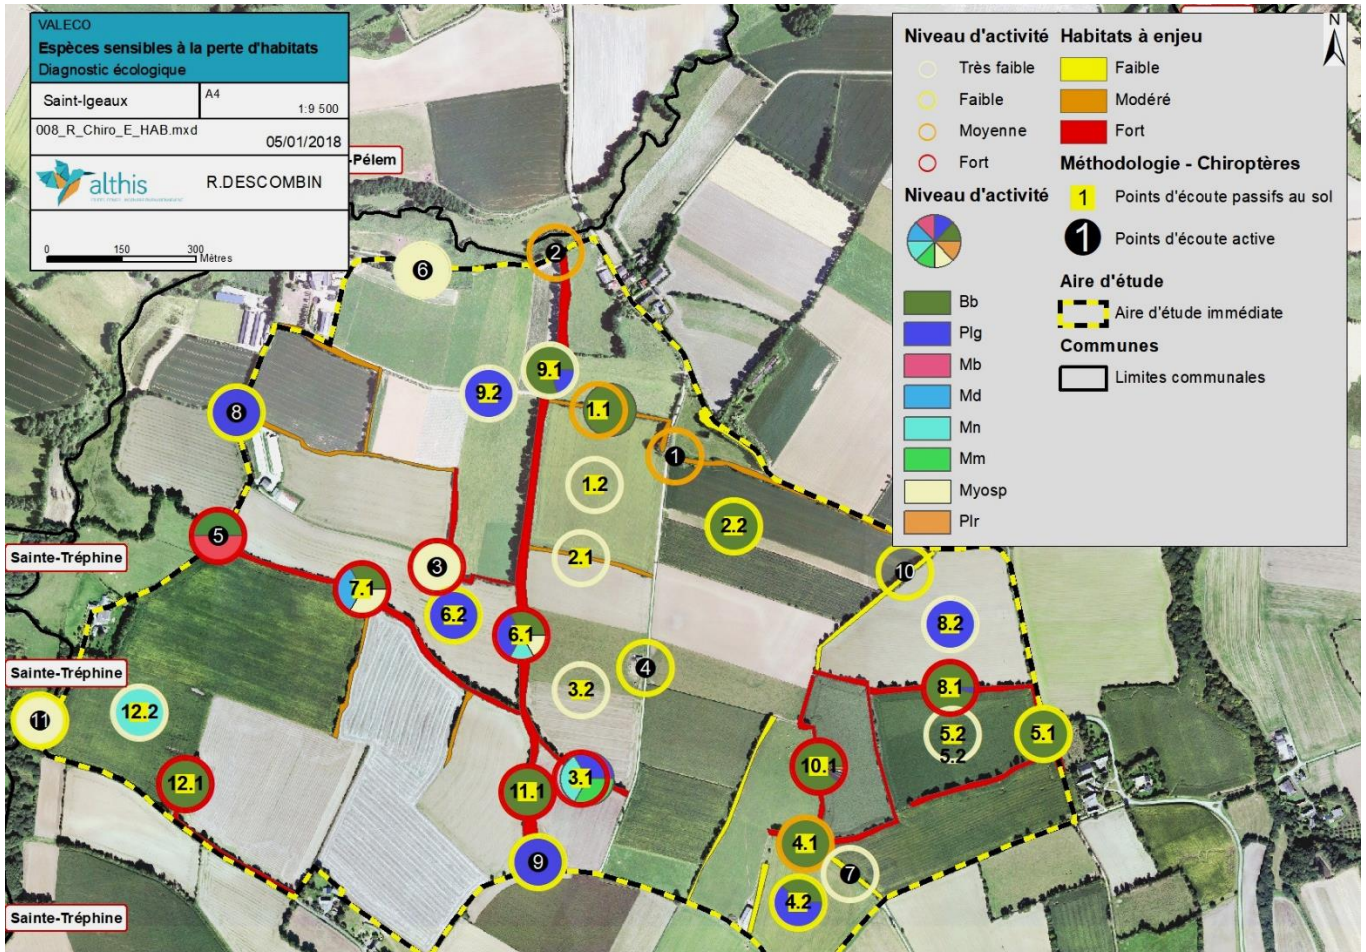 VALECO
Espèces sensibles à la perte d'habitats
Diagnostic écologique
Saint-Igeaux
A4
1:9 500
008_R_Chiro_E_HAB.mxd
05/01/2018
althis
R.DESCOMBIN
0 150 300
Mètres
-Pélem
Niveau d'activité
Très faible
Faible
Moyenne
Fort
Niveau d'activité
Bb
Plg
Mb
Md
Mn
Mm
Myosp
Plr
Habitats à enjeu
Faible
Modéré
Fort
Méthodologie - Chiroptères
1 Points d'écoute passifs au sol
1 Points d'écoute active
Aire d'étude
Aire d'étude immédiate
Communes
Limites communales
N
2
6
9.1
9.2
1.1
8
1
1.2
2.2
5
Sainte-Tréphine
3
2.1
10
7.1
6.2
6.1
8.2
4
Sainte-Tréphine
3.2
8.1
11
12.2
5.2
5.2
5.1
12.1
11.1
3.1
10.1
9
4.1
7
4.2
Sainte-Tréphine